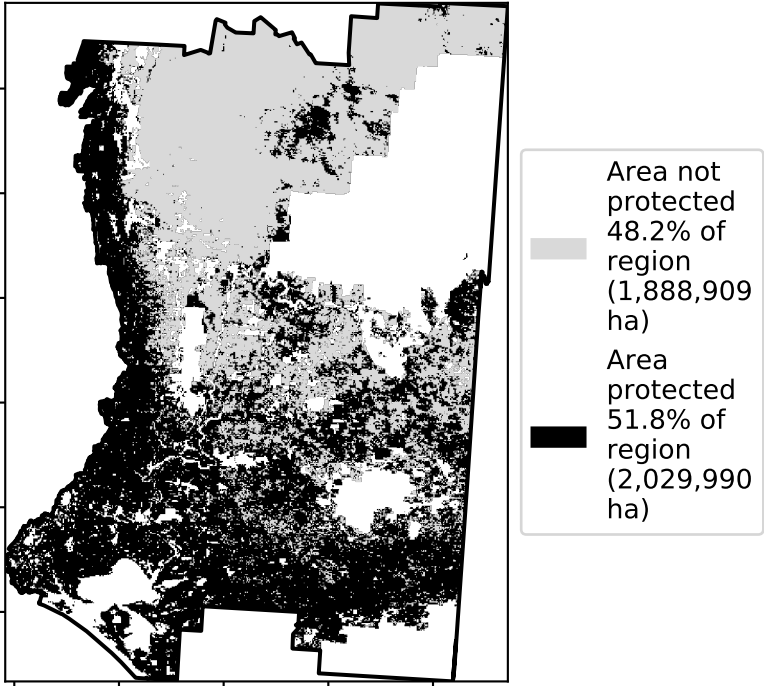 Area not
protected
48.2% of
region
(1,888,909
ha)
Area
protected
51.8% of
region
(2,029,990
ha)